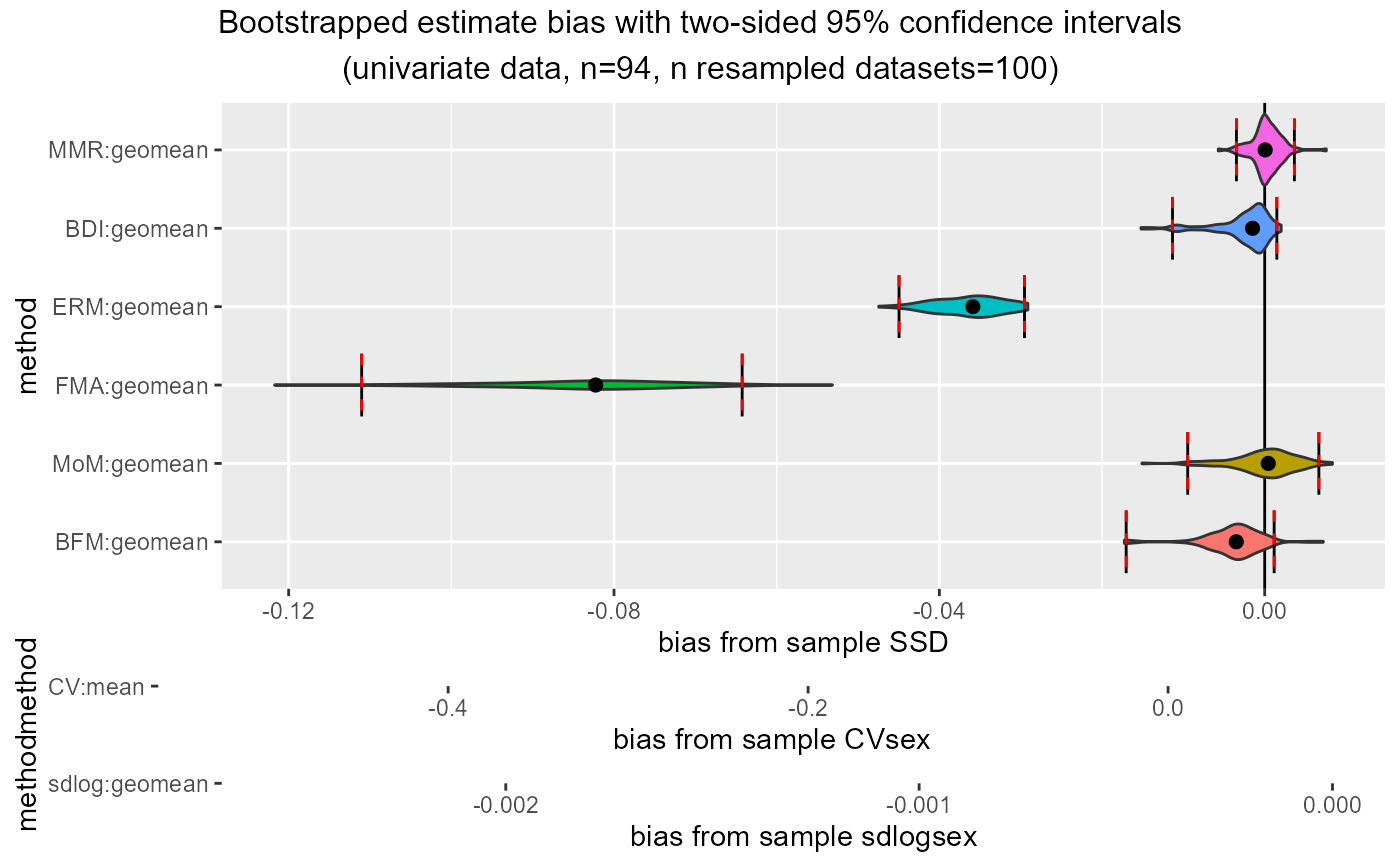 Bootstrapped estimate bias with two-sided 95% confidence intervals
(univariate data, n=94, n resampled datasets=100)
method
MMR:geomean
BDI:geomean
ERM:geomean
FMA:geomean
MoM:geomean
BFM:geomean
-0.12 -0.08 -0.04 0.00
bias from sample SSD
method
CV:mean
-0.4 -0.2 0.0
bias from sample CVsex
method
sdlog:geomean
-0.002 -0.001 0.000
bias from sample sdlogsex